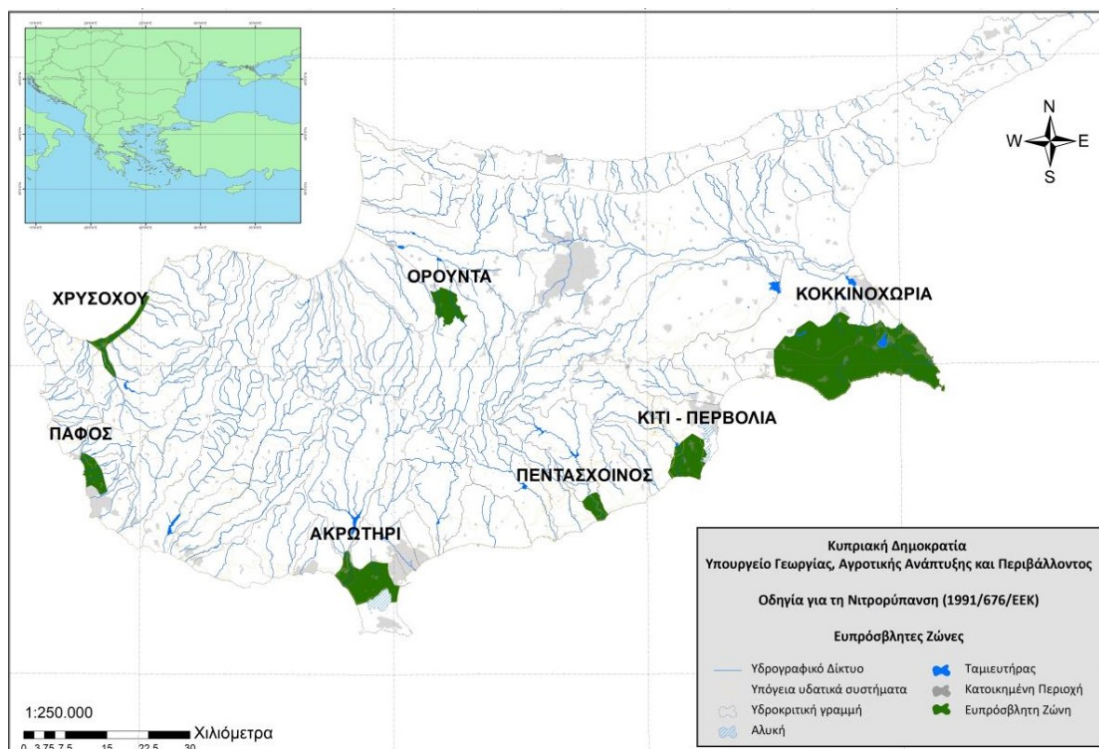 N
W E
S
ΟΡΟΥΝΤΑ
ΧΡΥΣΟΧΟΥ
ΚΟΚΚΙΝΟΧΩΡΙΑ
ΚΙΤΙ - ΠΕΡΒΟΛΙΑ
ΠΑΦΟΣ
ΠΕΝΤΑΣΧΟΙΝΟΣ
ΑΚΡΩΤΗΡΙ
Κυπριακή Δημοκρατία
Υπουργείο Γεωργίας, Αγροτικής Ανάπτυξης και Περιβάλλοντος
Οδηγία για τη Νιτρορύπανση (1991/676/ΕΕΚ)
Ευπρόσβλητες Ζώνες
Υδρογραφικό Δίκτυο
Υπόγεια υδατικά συστήματα
Υδροκριτική γραμμή
Αλυκή
Ταμιευτήρας
Κατοικημένη Περιοχή
Ευπρόσβλητη Ζώνη
1:250.000
Χιλιόμετρα
0 3.75 7.5 15 22.5 30